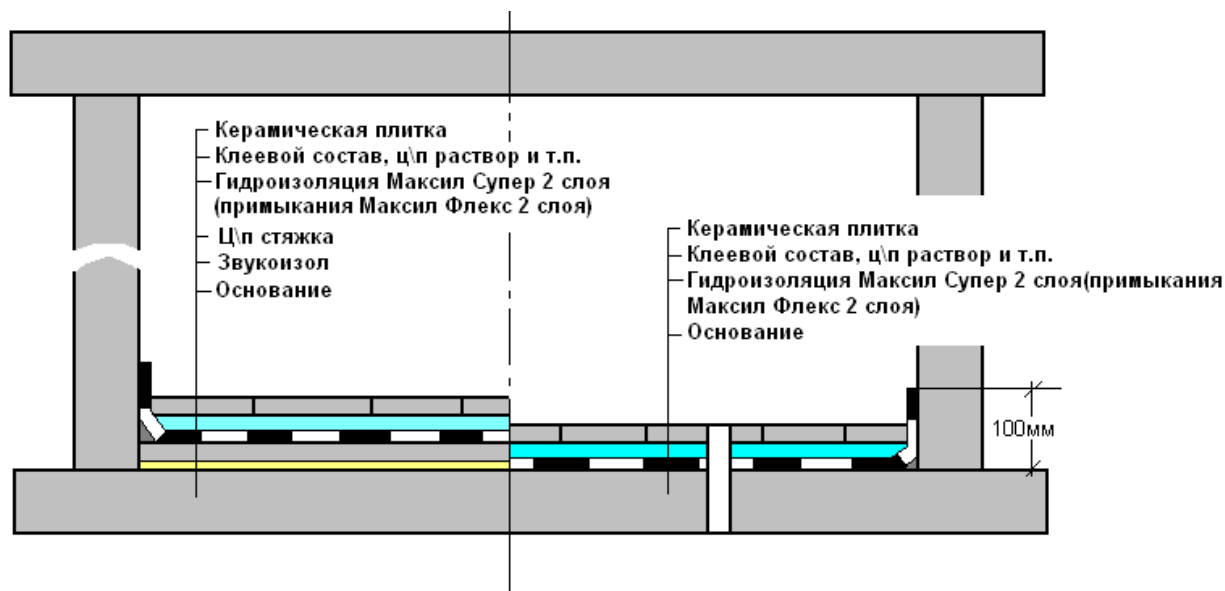 Керамическая плитка
Клеевой состав, ц\п раствор и т.п.
Гидроизоляция Максил Супер 2 слоя
(примыкания Максил Флекс 2 слоя)
Ц\п стяжка
Звукоизол
Основание
Керамическая плитка
Клеевой состав, ц\п раствор и т.п.
Гидроизоляция Максил Супер 2 слоя(примыкания
Максил Флекс 2 слоя)
Основание
100мм